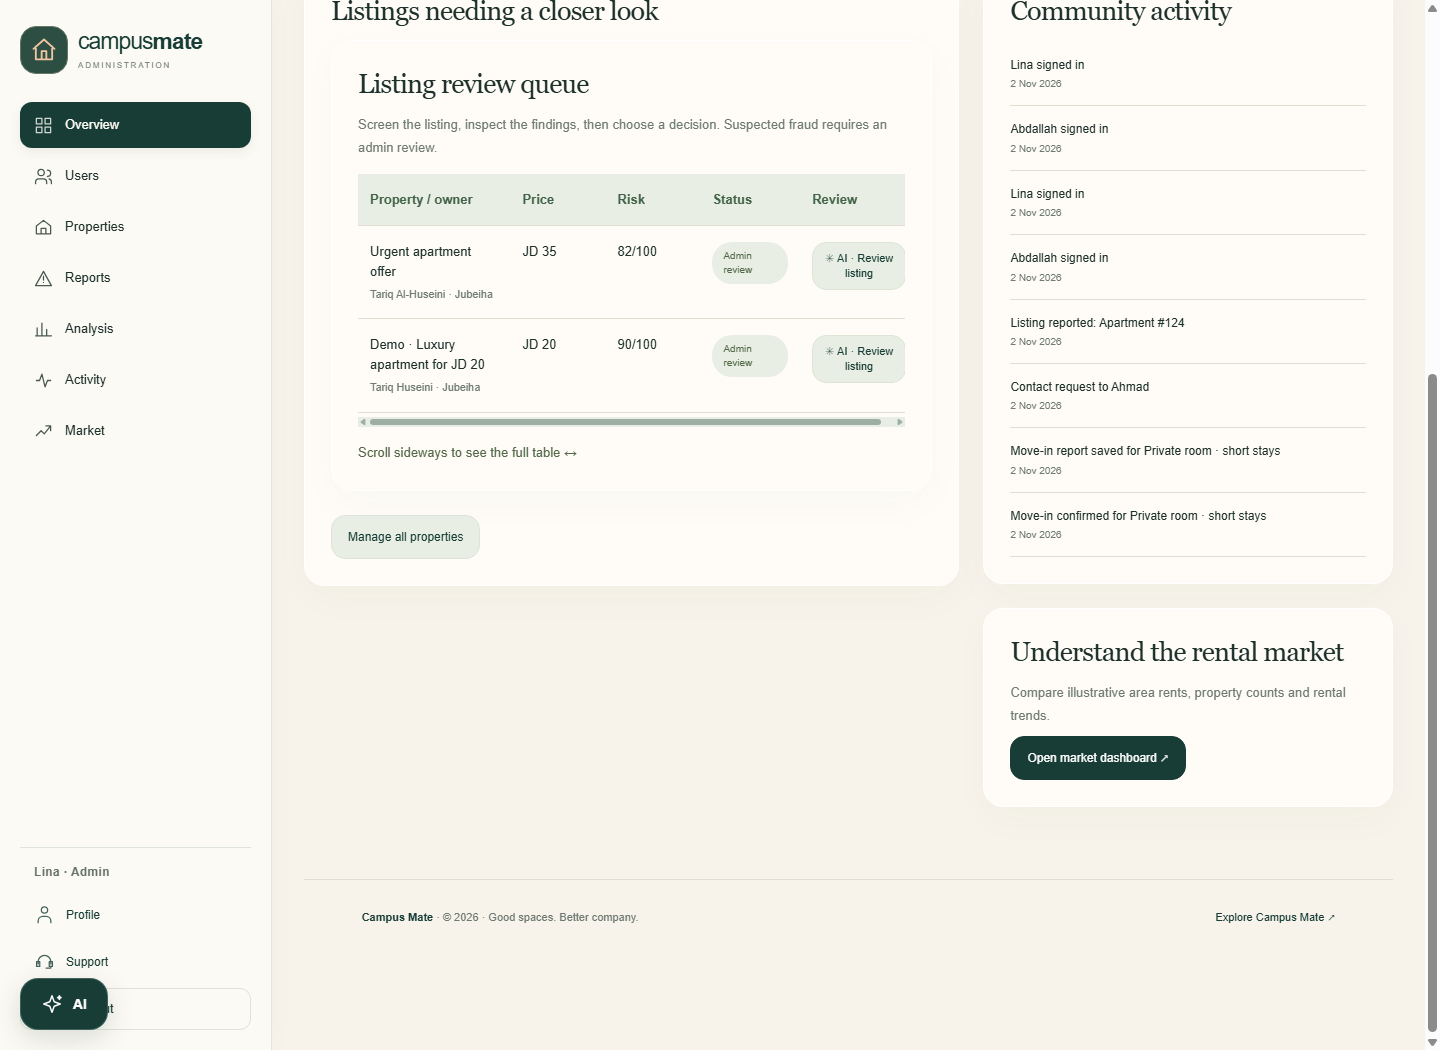 campusmate
ADMINISTRATION
Overview
Users
Properties
Reports
Analysis
Activity
Market
Lina · Admin
Profile
Support
AI
Listings needing a closer look
Listing review queue
Screen the listing, inspect the findings, then choose a decision. Suspected fraud requires an
admin review.
Property / owner Price Risk Status Review
Urgent apartment
offer
Tariq Al-Huseini · Jubeiha
JD 35
82/100
Admin
review
✳ AI · Review
listing
Demo · Luxury
apartment for JD 20
Tariq Huseini · Jubeiha
JD 20
90/100
Admin
review
✳ AI · Review
listing
Scroll sideways to see the full table ↔
Manage all properties
Community activity
Lina signed in
2 Nov 2026
Abdallah signed in
2 Nov 2026
Lina signed in
2 Nov 2026
Abdallah signed in
2 Nov 2026
Listing reported: Apartment #124
2 Nov 2026
Contact request to Ahmad
2 Nov 2026
Move-in report saved for Private room · short stays
2 Nov 2026
Move-in confirmed for Private room · short stays
2 Nov 2026
Understand the rental market
Compare illustrative area rents, property counts and rental
trends.
Open market dashboard ↗
Campus Mate · © 2026 · Good spaces. Better company.
Explore Campus Mate ↗